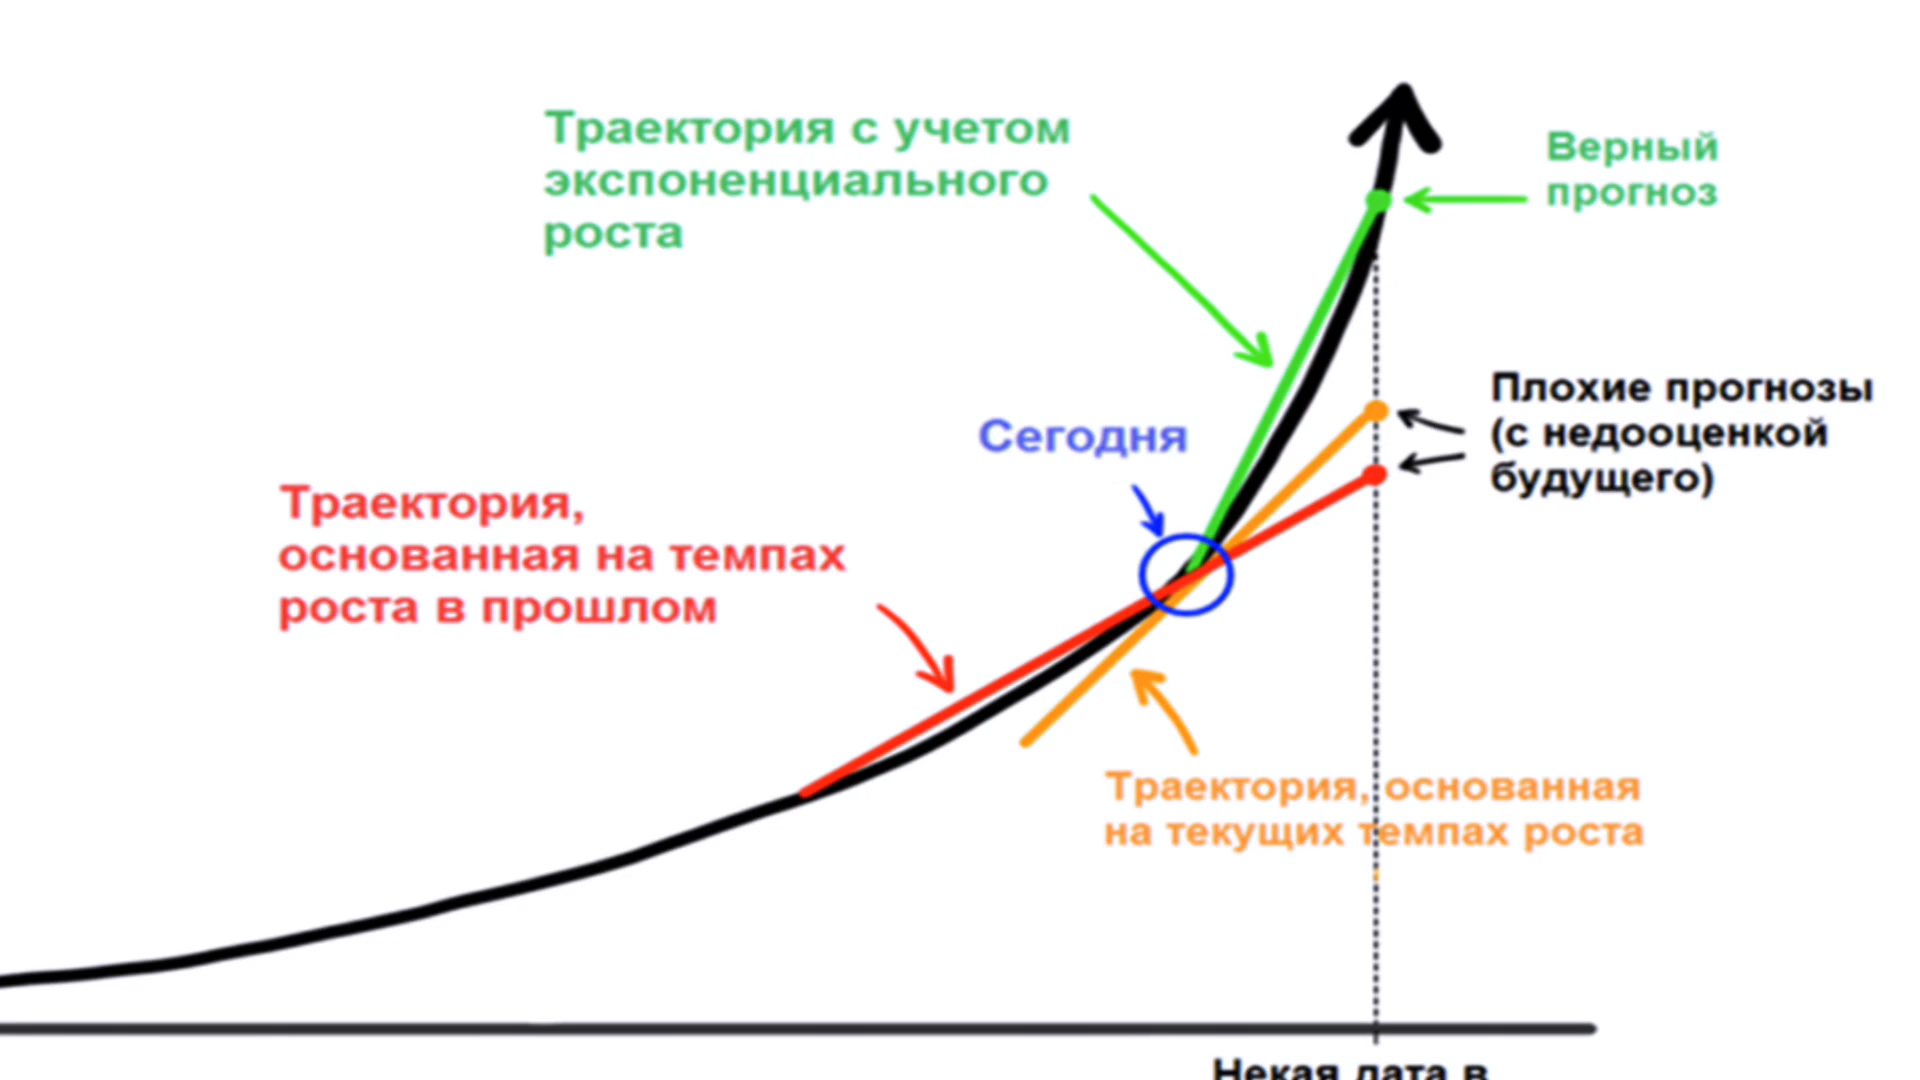 Траектория с учетом
экспоненциального
роста
Верный
прогноз
Плохие прогнозы
(с недооценкой
будущего)
Сегодня
Траектория,
основанная на темпах
роста в прошлом
Траектория, основанная
на текущих темпах роста
Некая дата в